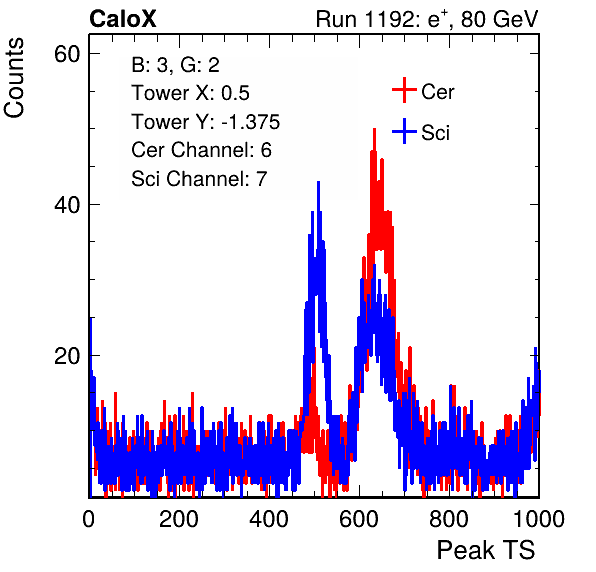 CaloX
Run 1192: e+, 80 GeV
Counts
B: 3, G: 2
Tower X: 0.5
Tower Y: -1.375
Cer Channel: 6
Sci Channel: 7
Cer
Sci
60
40
20
0 200 400 600 800 1000
Peak TS